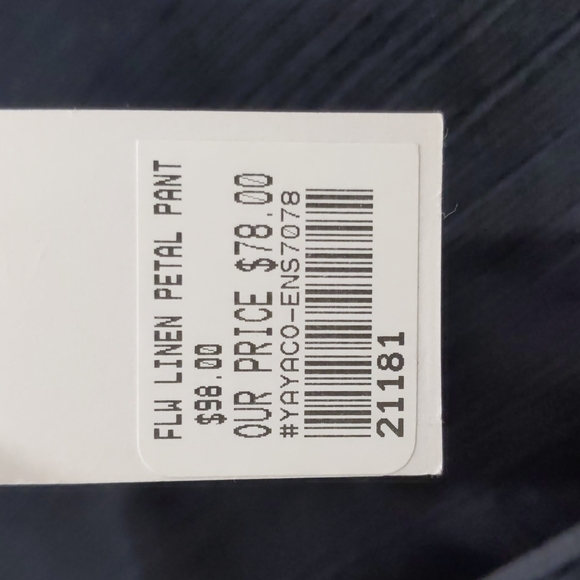 FLW LINEN PETAL PANT
$98.00
OUR PRICE $78.00
#YAYACO-ENS7078
21181